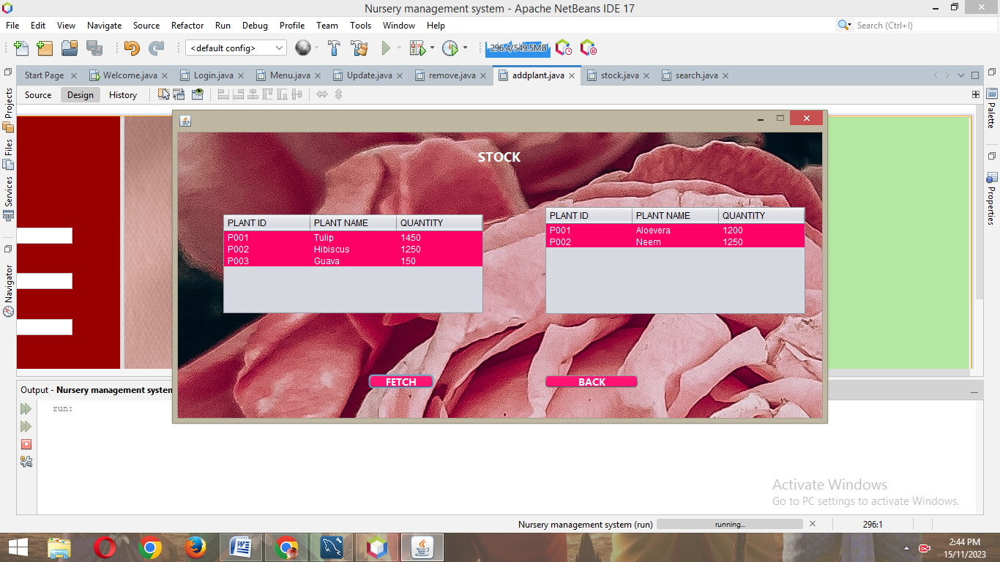 Nursery management system - Apache NetBeans IDE 17
File Edit View Navigate Source Refactor Run Debug Profile Team Tools Window Help
Search (Ctrl+I)
<default config>
296.4/549.5MB
Start Page Welcome.java Login.java Menu.java Update.java remove.java addplant.java stock.java search.java
Source Design History
Projects
Files
Services
Navigator
Palette
Properties
STOCK
PLANT ID PLANT NAME QUANTITY
P001 Tulip 1450
P002 Hibiscus 1250
P003 Guava 150
PLANT ID PLANT NAME QUANTITY
P001 Aloevera 1200
P002 Neem 1250
FETCH BACK
Output - Nursery management system
run:
Activate Windows
Go to PC settings to activate Windows.
Nursery management system (run) running... 296:1
2:44 PM
15/11/2023